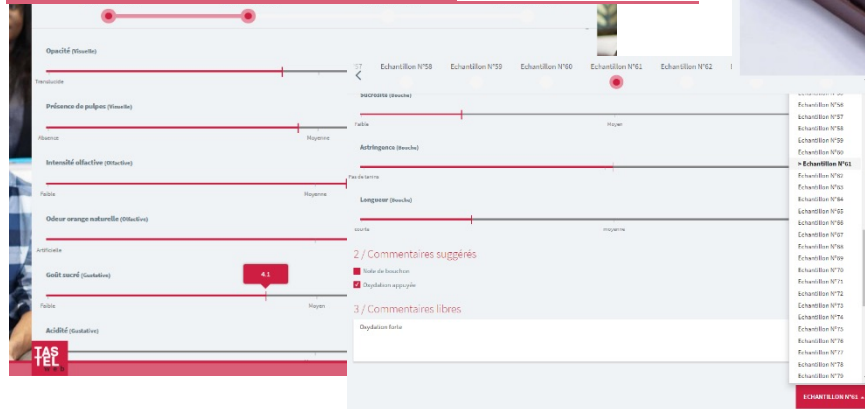 Opacité (Visuelle)
Translucide
Présence de pulpes (Visuelle)
Absence
Moyenne
Intensité olfactive (Olfactive)
Faible
Moyenne
Odeur orange naturelle (Olfactive)
Artificielle
Goût sucré (Gustative)
4.1
Faible
Moyen
Acidité (Gustative)
TAS
TEL
web
Echantillon N°58
Echantillon N°59
Echantillon N°60
Echantillon N°61
Echantillon N°62
Sucrosité (Bouche)
Faible
Moyen
Astringence (Bouche)
Pas de tanins
Longueur (Bouche)
courte
moyenne
2 / Commentaires suggérés
Note de bouchon
Oxydation appuyée
3 / Commentaires libres
Oxydation forte
Echantillon N°56
Echantillon N°57
Echantillon N°58
Echantillon N°59
Echantillon N°60
» Echantillon N°61
Echantillon N°62
Echantillon N°63
Echantillon N°64
Echantillon N°65
Echantillon N°66
Echantillon N°67
Echantillon N°68
Echantillon N°69
Echantillon N°70
Echantillon N°71
Echantillon N°72
Echantillon N°73
Echantillon N°74
Echantillon N°75
Echantillon N°76
Echantillon N°77
Echantillon N°78
Echantillon N°79
ECHANTILLON N°61